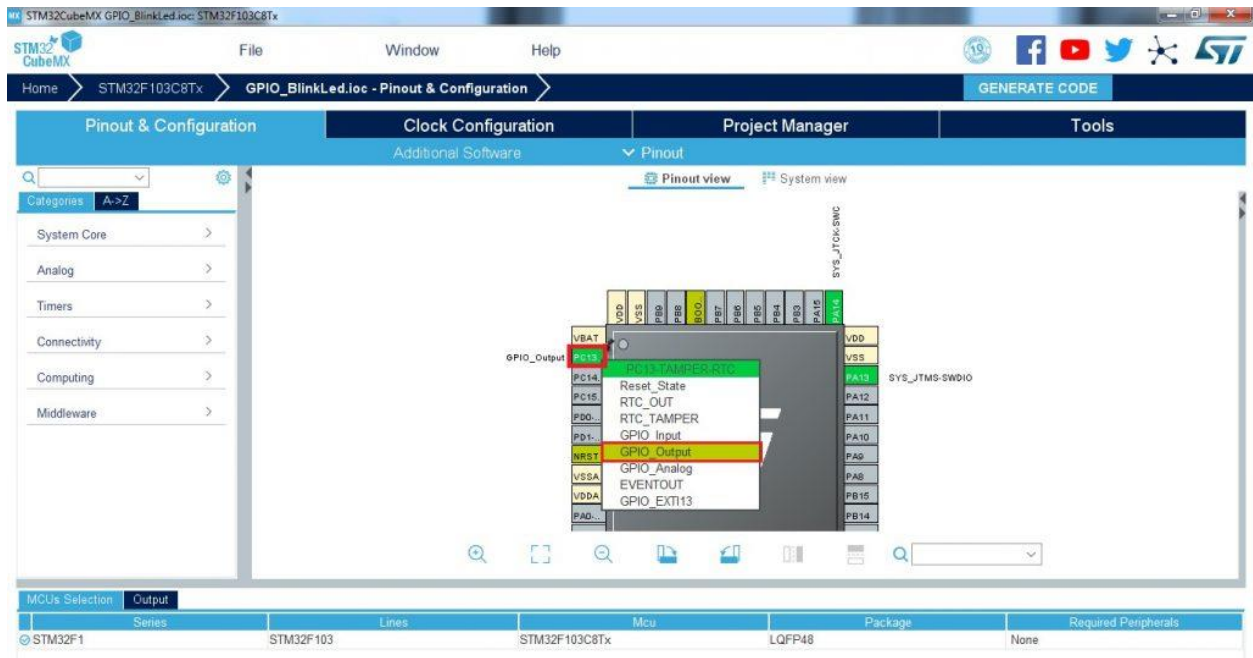 MX STM32CubeMX GPIO_BlinkLed.ioc: STM32F103C8Tx
STM32
CubeMX
File Window Help
19
Home STM32F103C8Tx GPIO_BlinkLed.ioc - Pinout & Configuration GENERATE CODE
Pinout & Configuration Clock Configuration Project Manager Tools
Additional Software Pinout
Pinout view System view
Categories A->Z
System Core
Analog
Timers
Connectivity
Computing
Middleware
SYS_JTCK-SWC
VDD VSS PB9 PB8 BOO.. PB7 PB6 PB5 PB4 PB3 PA15 PA14
VBAT VDD
GPIO_Output PC13. VSS
PC13-TAMPER-RTC
PC14. PA13 SYS_JTMS-SWDIO
Reset_State
PC15. PA12
RTC_OUT
PD0-.. PA11
RTC_TAMPER
PD1-. PA10
GPIO_Input
NRST PA9
GPIO_Output
VSSA PA8
GPIO_Analog
VDDA PB15
EVENTOUT
PA0-.. PB14
GPIO_EXTI13
MCUs Selection Output
Series Lines Mcu Package Required Peripherals
STM32F1 STM32F103 STM32F103C8Tx LQFP48 None